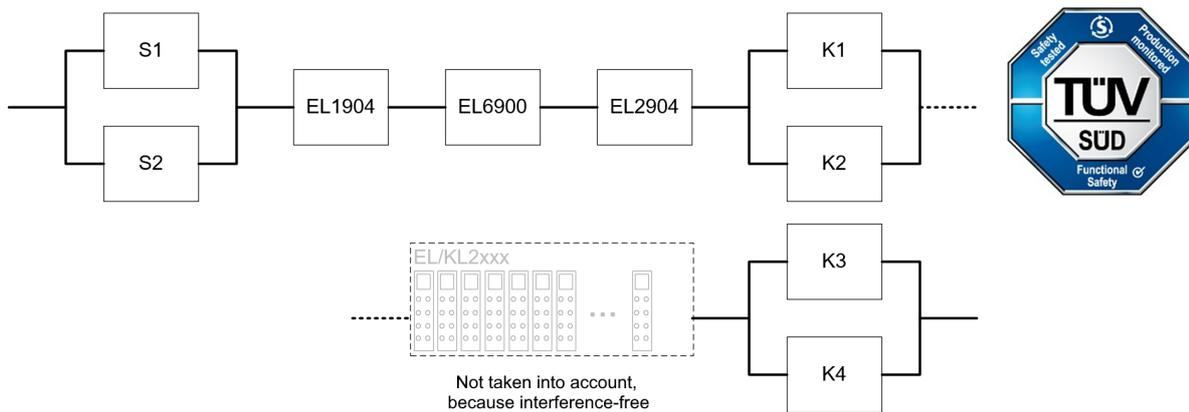 S1
S2
EL1904
EL6900
EL2904
K1
K2
Safety tested
Production monitored
TÜV
SÜD
Functional
Safety
EL/KL2xxx
K3
K4
Not taken into account,
because interference-free